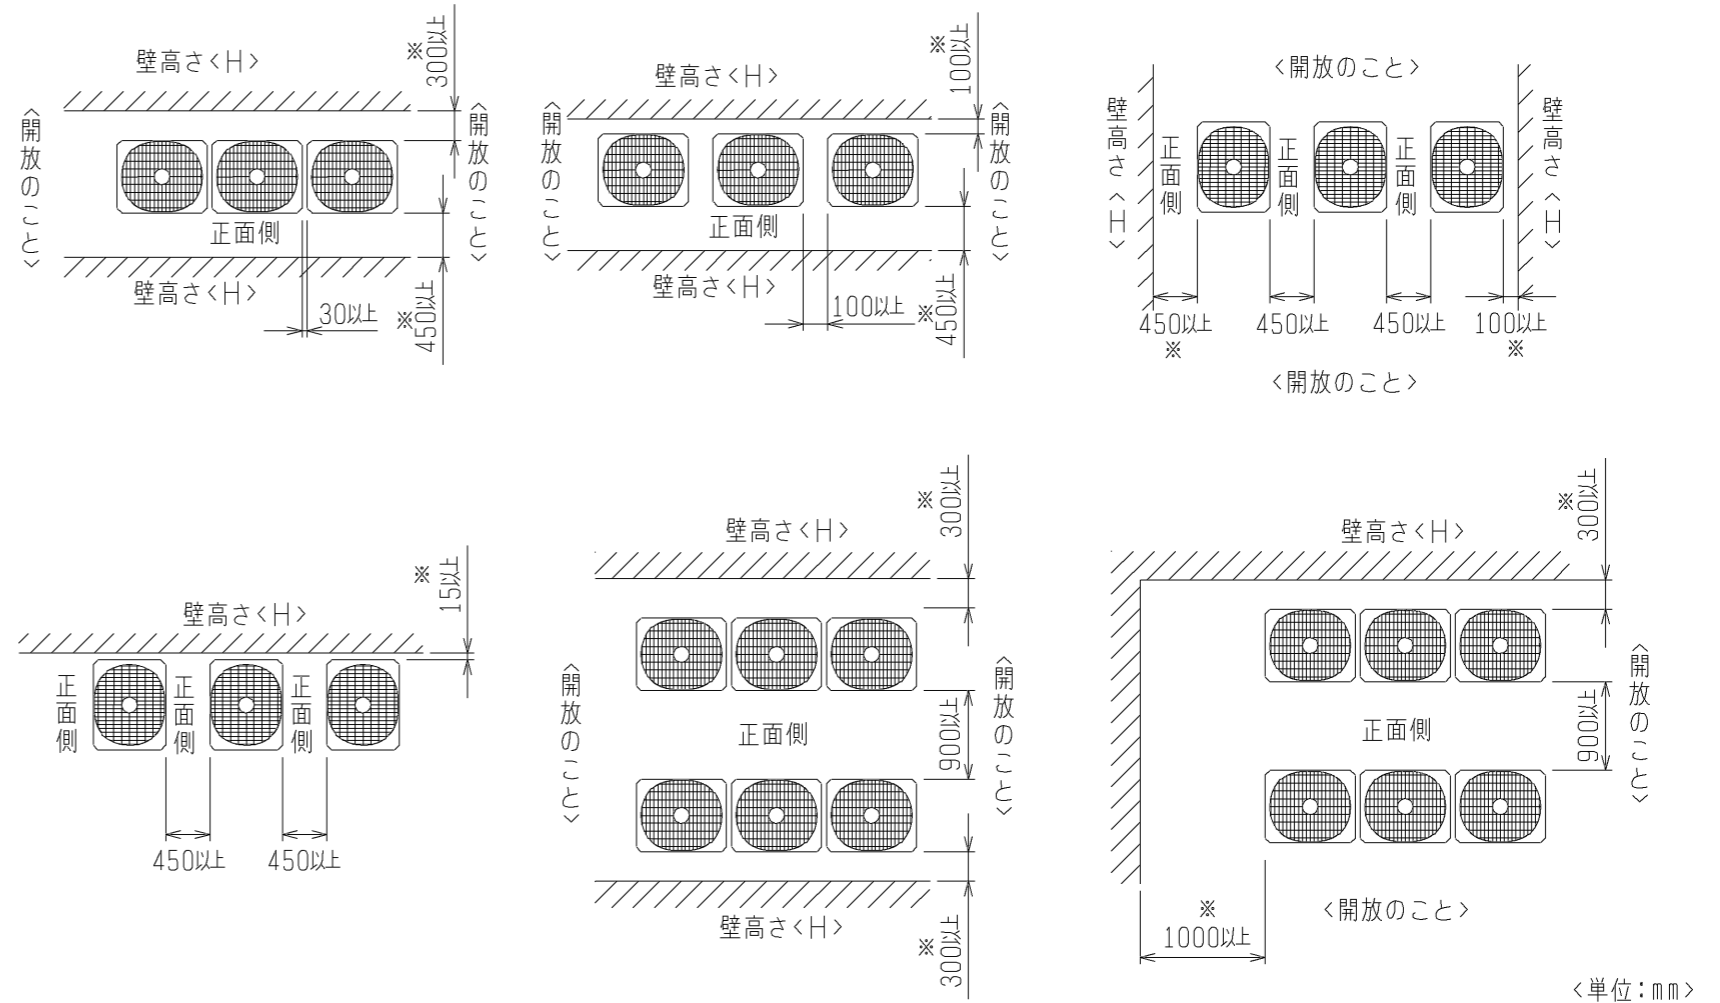 壁高さ<H>
※
300以上
<開放のこと>
<開放のこと>
正面側
壁高さ<H>
30以上
※
450以上
壁高さ<H>
※
100以上
<開放のこと>
<開放のこと>
正面側
壁高さ<H>
100以上
※
450以上
<開放のこと>
壁高さ<H>
正面側
正面側
正面側
壁高さ<H>
450以上
※
450以上
450以上
100以上
※
<開放のこと>
壁高さ<H>
※
15以上
正面側
正面側
正面側
450以上
450以上
壁高さ<H>
※
300以上
<開放のこと>
正面側
900以上
<開放のこと>
壁高さ<H>
※
300以上
壁高さ<H>
※
300以上
正面側
900以上
<開放のこと>
※
1000以上
<開放のこと>
<単位:mm>